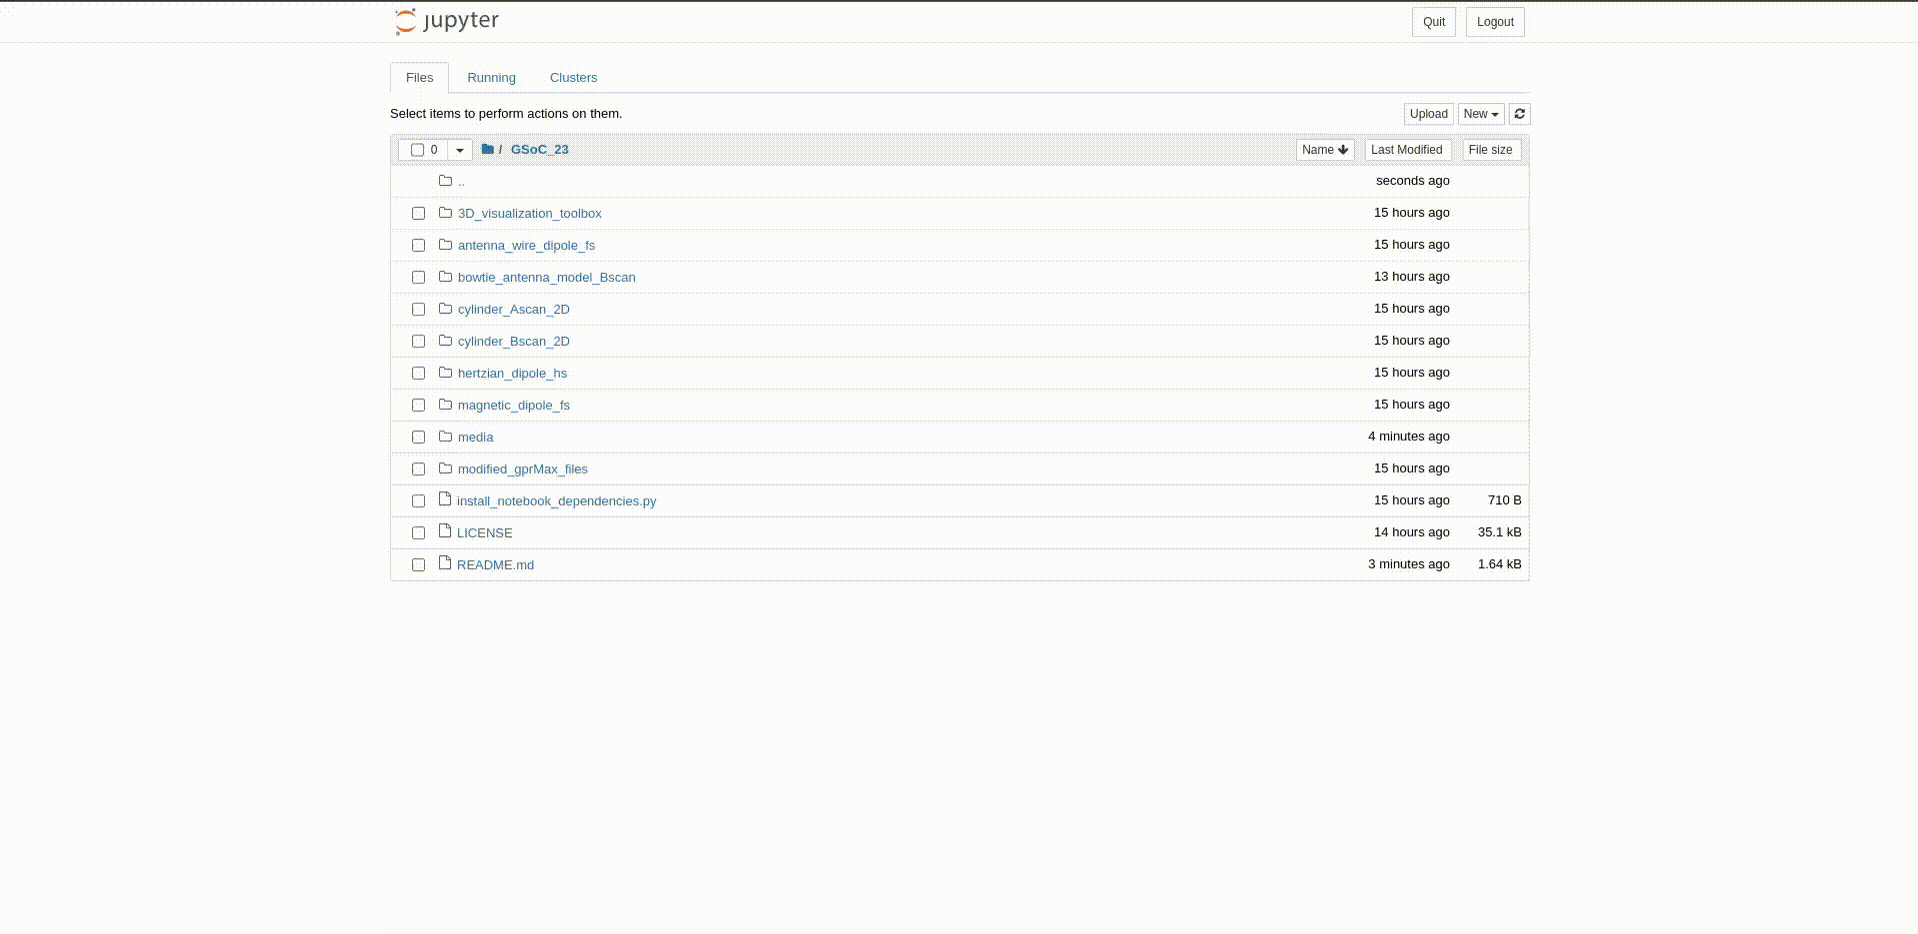 jupyter Quit Logout
Files Running Clusters
Select items to perform actions on them. Upload New
0 / GSoC_23 Name Last Modified File size
.. seconds ago
3D_visualization_toolbox 15 hours ago
antenna_wire_dipole_fs 15 hours ago
bowtie_antenna_model_Bscan 13 hours ago
cylinder_Ascan_2D 15 hours ago
cylinder_Bscan_2D 15 hours ago
hertzian_dipole_hs 15 hours ago
magnetic_dipole_fs 15 hours ago
media 4 minutes ago
modified_gprMax_files 15 hours ago
install_notebook_dependencies.py 15 hours ago 710 B
LICENSE 14 hours ago 35.1 kB
README.md 3 minutes ago 1.64 kB